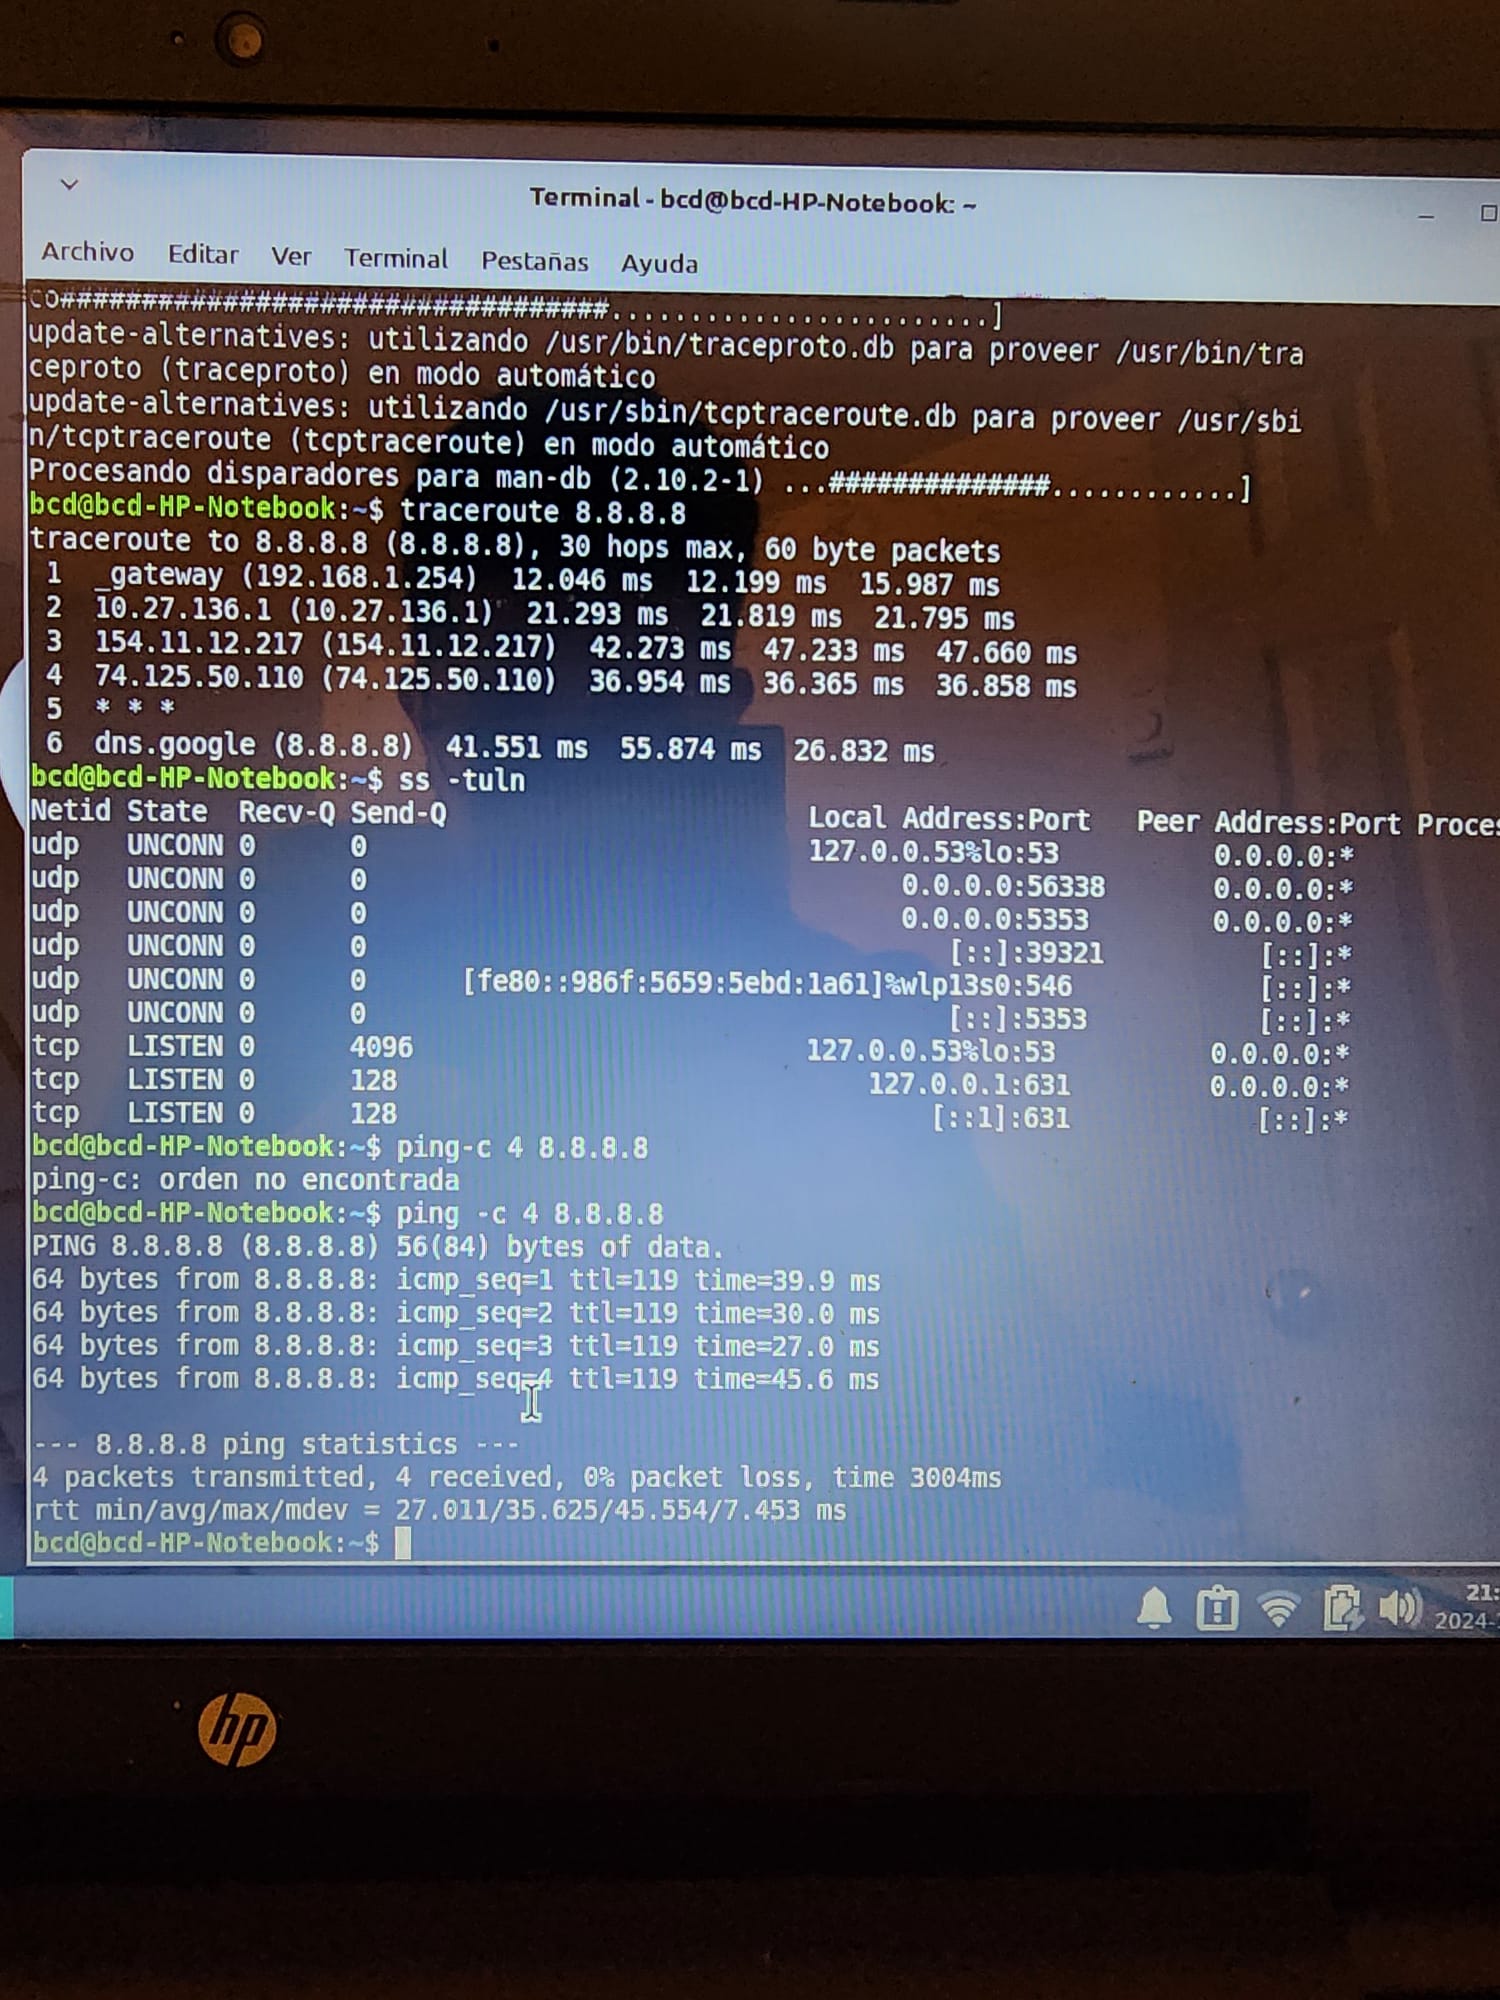 Terminal - bcd@bcd-HP-Notebook: ~
Archivo Editar Ver Terminal Pestañas Ayuda
co##################################.........................]
update-alternatives: utilizando /usr/bin/traceproto.db para proveer /usr/bin/tra
ceproto (traceproto) en modo automático
update-alternatives: utilizando /usr/sbin/tcptraceroute.db para proveer /usr/sbi
n/tcptraceroute (tcptraceroute) en modo automático
Procesando disparadores para man-db (2.10.2-1) ...##############............]
bcd@bcd-HP-Notebook:~$ traceroute 8.8.8.8
traceroute to 8.8.8.8 (8.8.8.8), 30 hops max, 60 byte packets
1 _gateway (192.168.1.254) 12.046 ms 12.199 ms 15.987 ms
2 10.27.136.1 (10.27.136.1) 21.293 ms 21.819 ms 21.795 ms
3 154.11.12.217 (154.11.12.217) 42.273 ms 47.233 ms 47.660 ms
4 74.125.50.110 (74.125.50.110) 36.954 ms 36.365 ms 36.858 ms
5 * * *
6 dns.google (8.8.8.8) 41.551 ms 55.874 ms 26.832 ms
bcd@bcd-HP-Notebook:~$ ss -tuln
Netid State Recv-Q Send-Q Local Address:Port Peer Address:Port Proces
udp UNCONN 0 0 127.0.0.53%lo:53 0.0.0.0:*
udp UNCONN 0 0 0.0.0.0:56338 0.0.0.0:*
udp UNCONN 0 0 0.0.0.0:5353 0.0.0.0:*
udp UNCONN 0 0 [::]:39321 [::]:*
udp UNCONN 0 0 [fe80::986f:5659:5ebd:1a61]%wlp13s0:546 [::]:*
udp UNCONN 0 0 [::]:5353 [::]:*
tcp LISTEN 0 4096 127.0.0.53%lo:53 0.0.0.0:*
tcp LISTEN 0 128 127.0.0.1:631 0.0.0.0:*
tcp LISTEN 0 128 [::1]:631 [::]:*
bcd@bcd-HP-Notebook:~$ ping-c 4 8.8.8.8
ping-c: orden no encontrada
bcd@bcd-HP-Notebook:~$ ping -c 4 8.8.8.8
PING 8.8.8.8 (8.8.8.8) 56(84) bytes of data.
64 bytes from 8.8.8.8: icmp_seq=1 ttl=119 time=39.9 ms
64 bytes from 8.8.8.8: icmp_seq=2 ttl=119 time=30.0 ms
64 bytes from 8.8.8.8: icmp_seq=3 ttl=119 time=27.0 ms
64 bytes from 8.8.8.8: icmp_seq=4 ttl=119 time=45.6 ms
--- 8.8.8.8 ping statistics ---
4 packets transmitted, 4 received, 0% packet loss, time 3004ms
rtt min/avg/max/mdev = 27.011/35.625/45.554/7.453 ms
bcd@bcd-HP-Notebook:~$
21:
2024-
hp